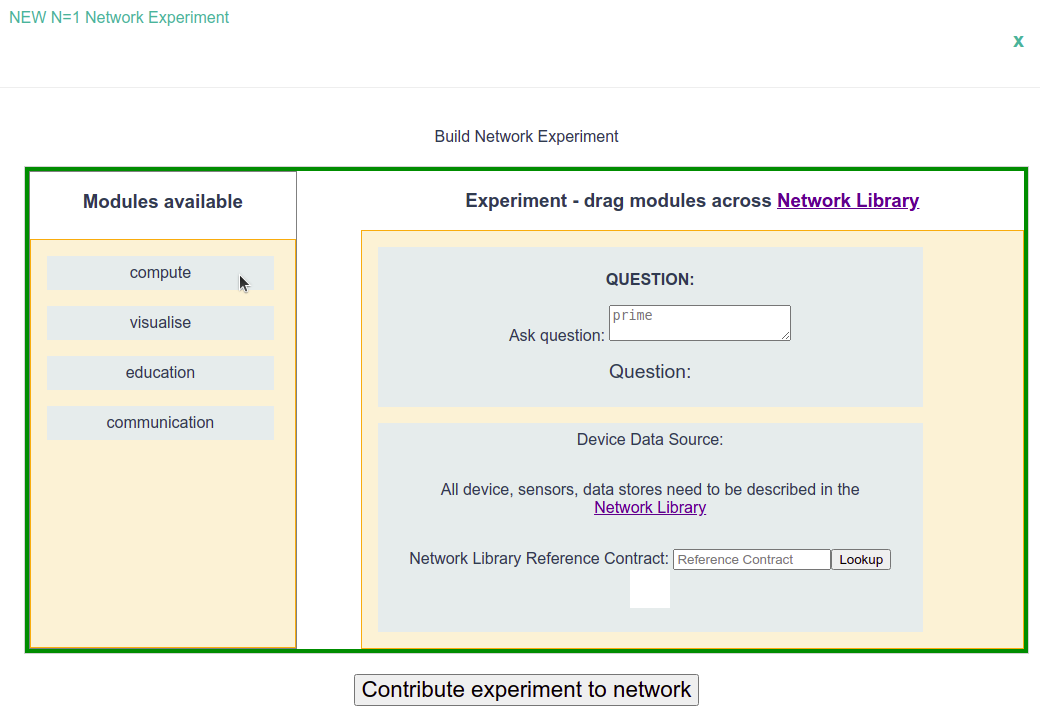 NEW N=1 Network Experiment
x
Build Network Experiment
Modules available
compute
visualise
education
communication
Experiment - drag modules across Network Library
QUESTION:
Ask question: prime
Question:
Device Data Source:
All device, sensors, data stores need to be described in the
Network Library
Network Library Reference Contract: Reference Contract Lookup
Contribute experiment to network